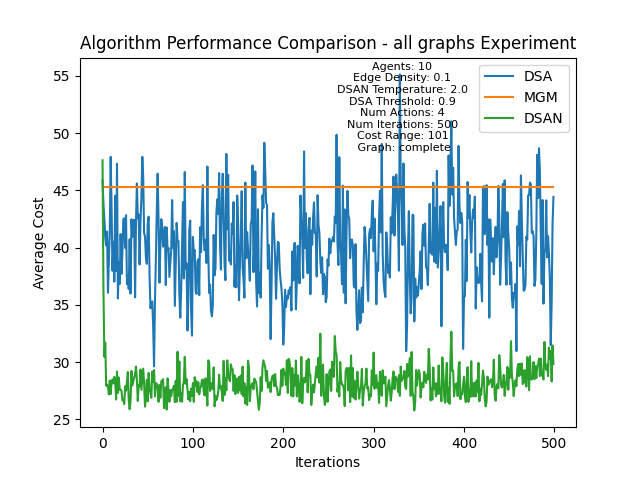 Algorithm Performance Comparison - all graphs Experiment
Agents: 10
Edge Density: 0.1
DSAN Temperature: 2.0
DSA Threshold: 0.9
Num Actions: 4
Num Iterations: 500
Cost Range: 101
Graph: complete
DSA
MGM
DSAN
55
50
45
40
35
30
25
Average Cost
0 100 200 300 400 500
Iterations